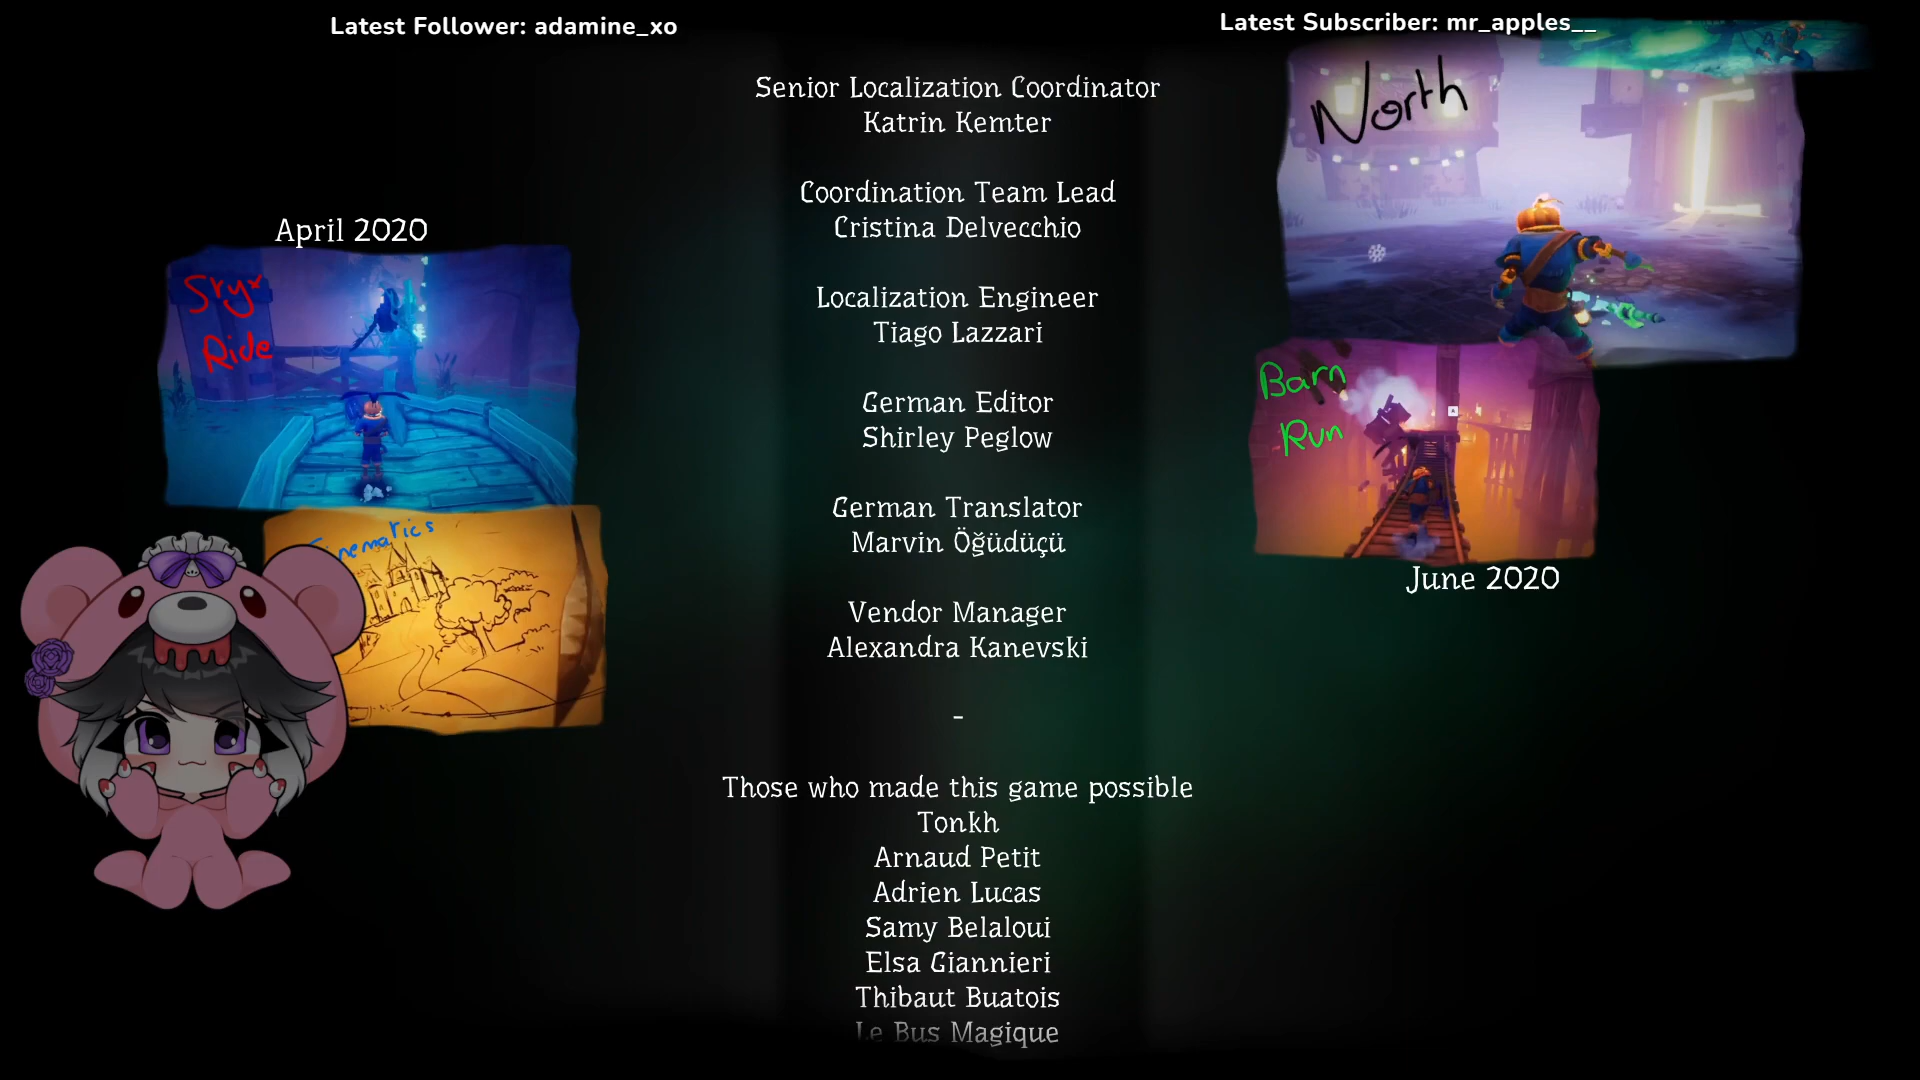 Latest Follower: adamine_xo
Latest Subscriber: mr_apples__
Senior Localization Coordinator
Katrin Kemter
Coordination Team Lead
Cristina Delvecchio
Localization Engineer
Tiago Lazzari
German Editor
Shirley Peglow
German Translator
Marvin Öğüdüçü
Vendor Manager
Alexandra Kanevski
-
Those who made this game possible
Tonkh
Arnaud Petit
Adrien Lucas
Samy Belaloui
Elsa Giannieri
Thibaut Buatois
Le Bus Magique
April 2020
Styx
Ride
North
Barn
Run
June 2020